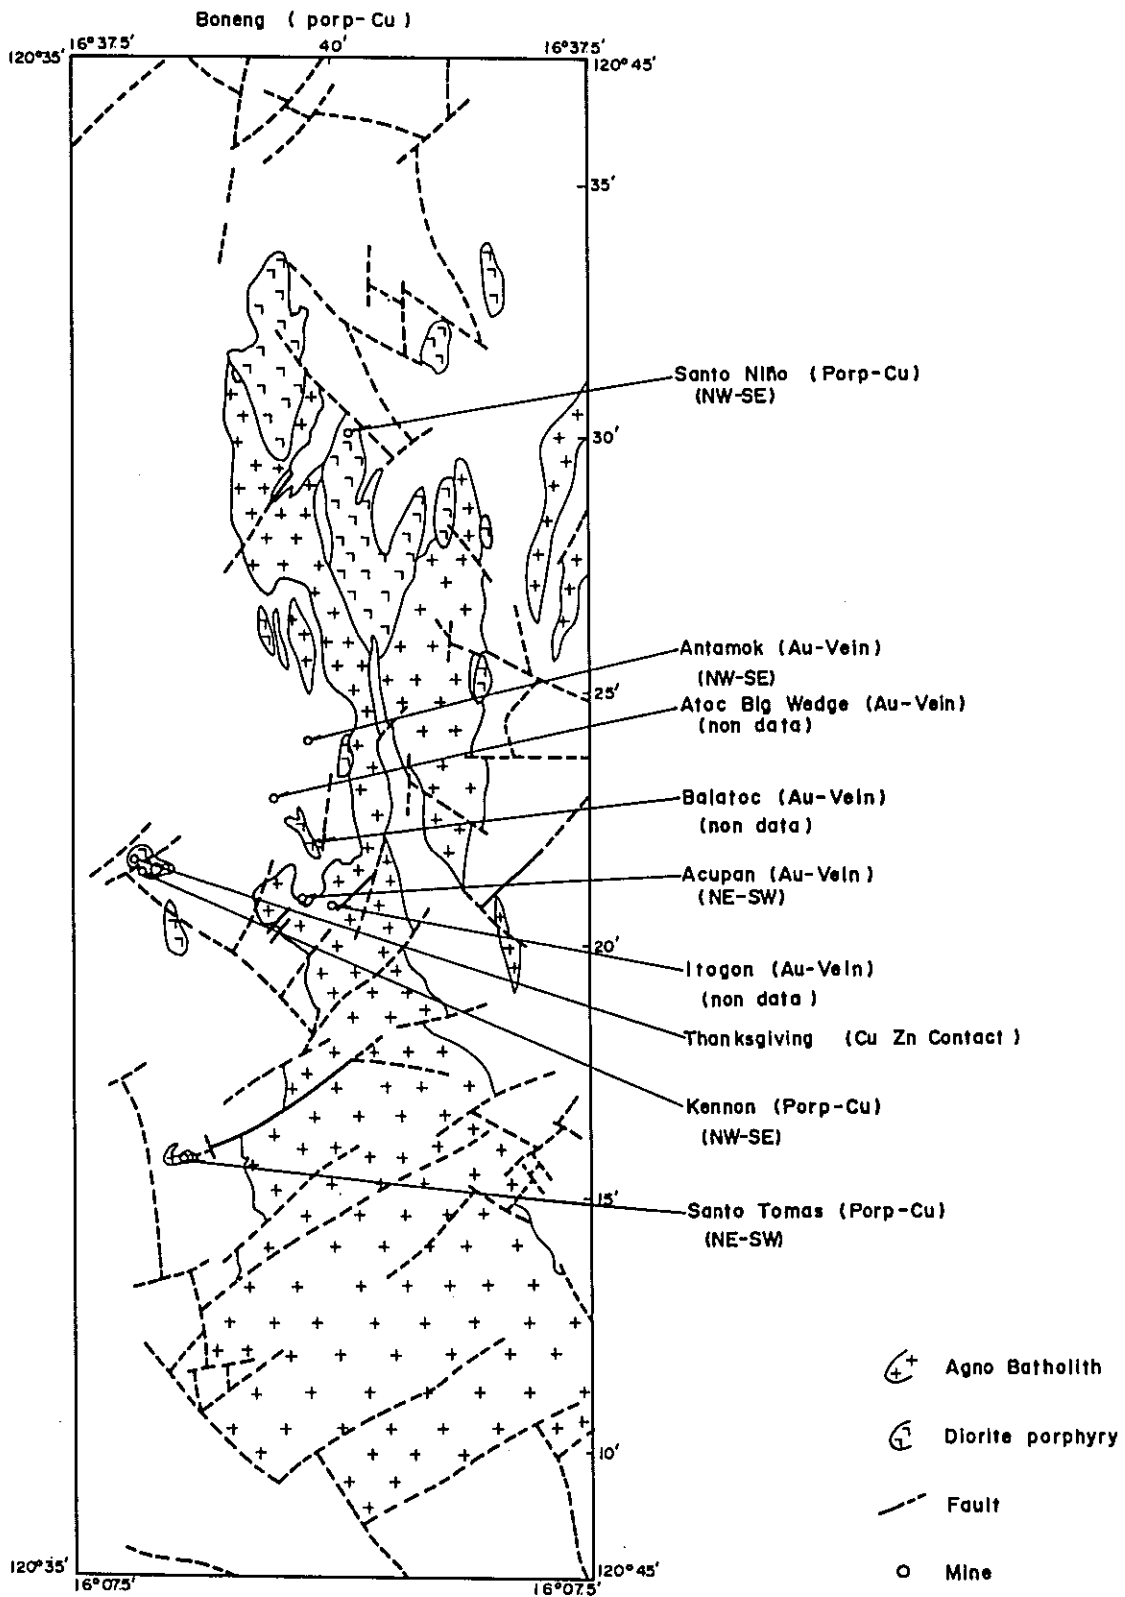 Boneng (porp-Cu)
16°37.5' 40' 16°37.5
120°35' 120°45'
35'
Santo Niño (Porp-Cu)
(NW-SE)
30'
Antamok (Au-Vein)
(NW-SE)
25'
Atoc Big Wedge (Au-Vein)
(non data)
Balatoc (Au-Vein)
(non data)
Acupan (Au-Vein)
(NE-SW)
20'
Itogon (Au-Vein)
(non data)
Thanksgiving (Cu Zn Contact)
Kennon (Porp-Cu)
(NW-SE)
15'
Santo Tomas (Porp-Cu)
(NE-SW)
Agno Batholith
Diorite porphyry
10'
Fault
120°35' 120°45'
Mine
16°07.5' 16°07.5'